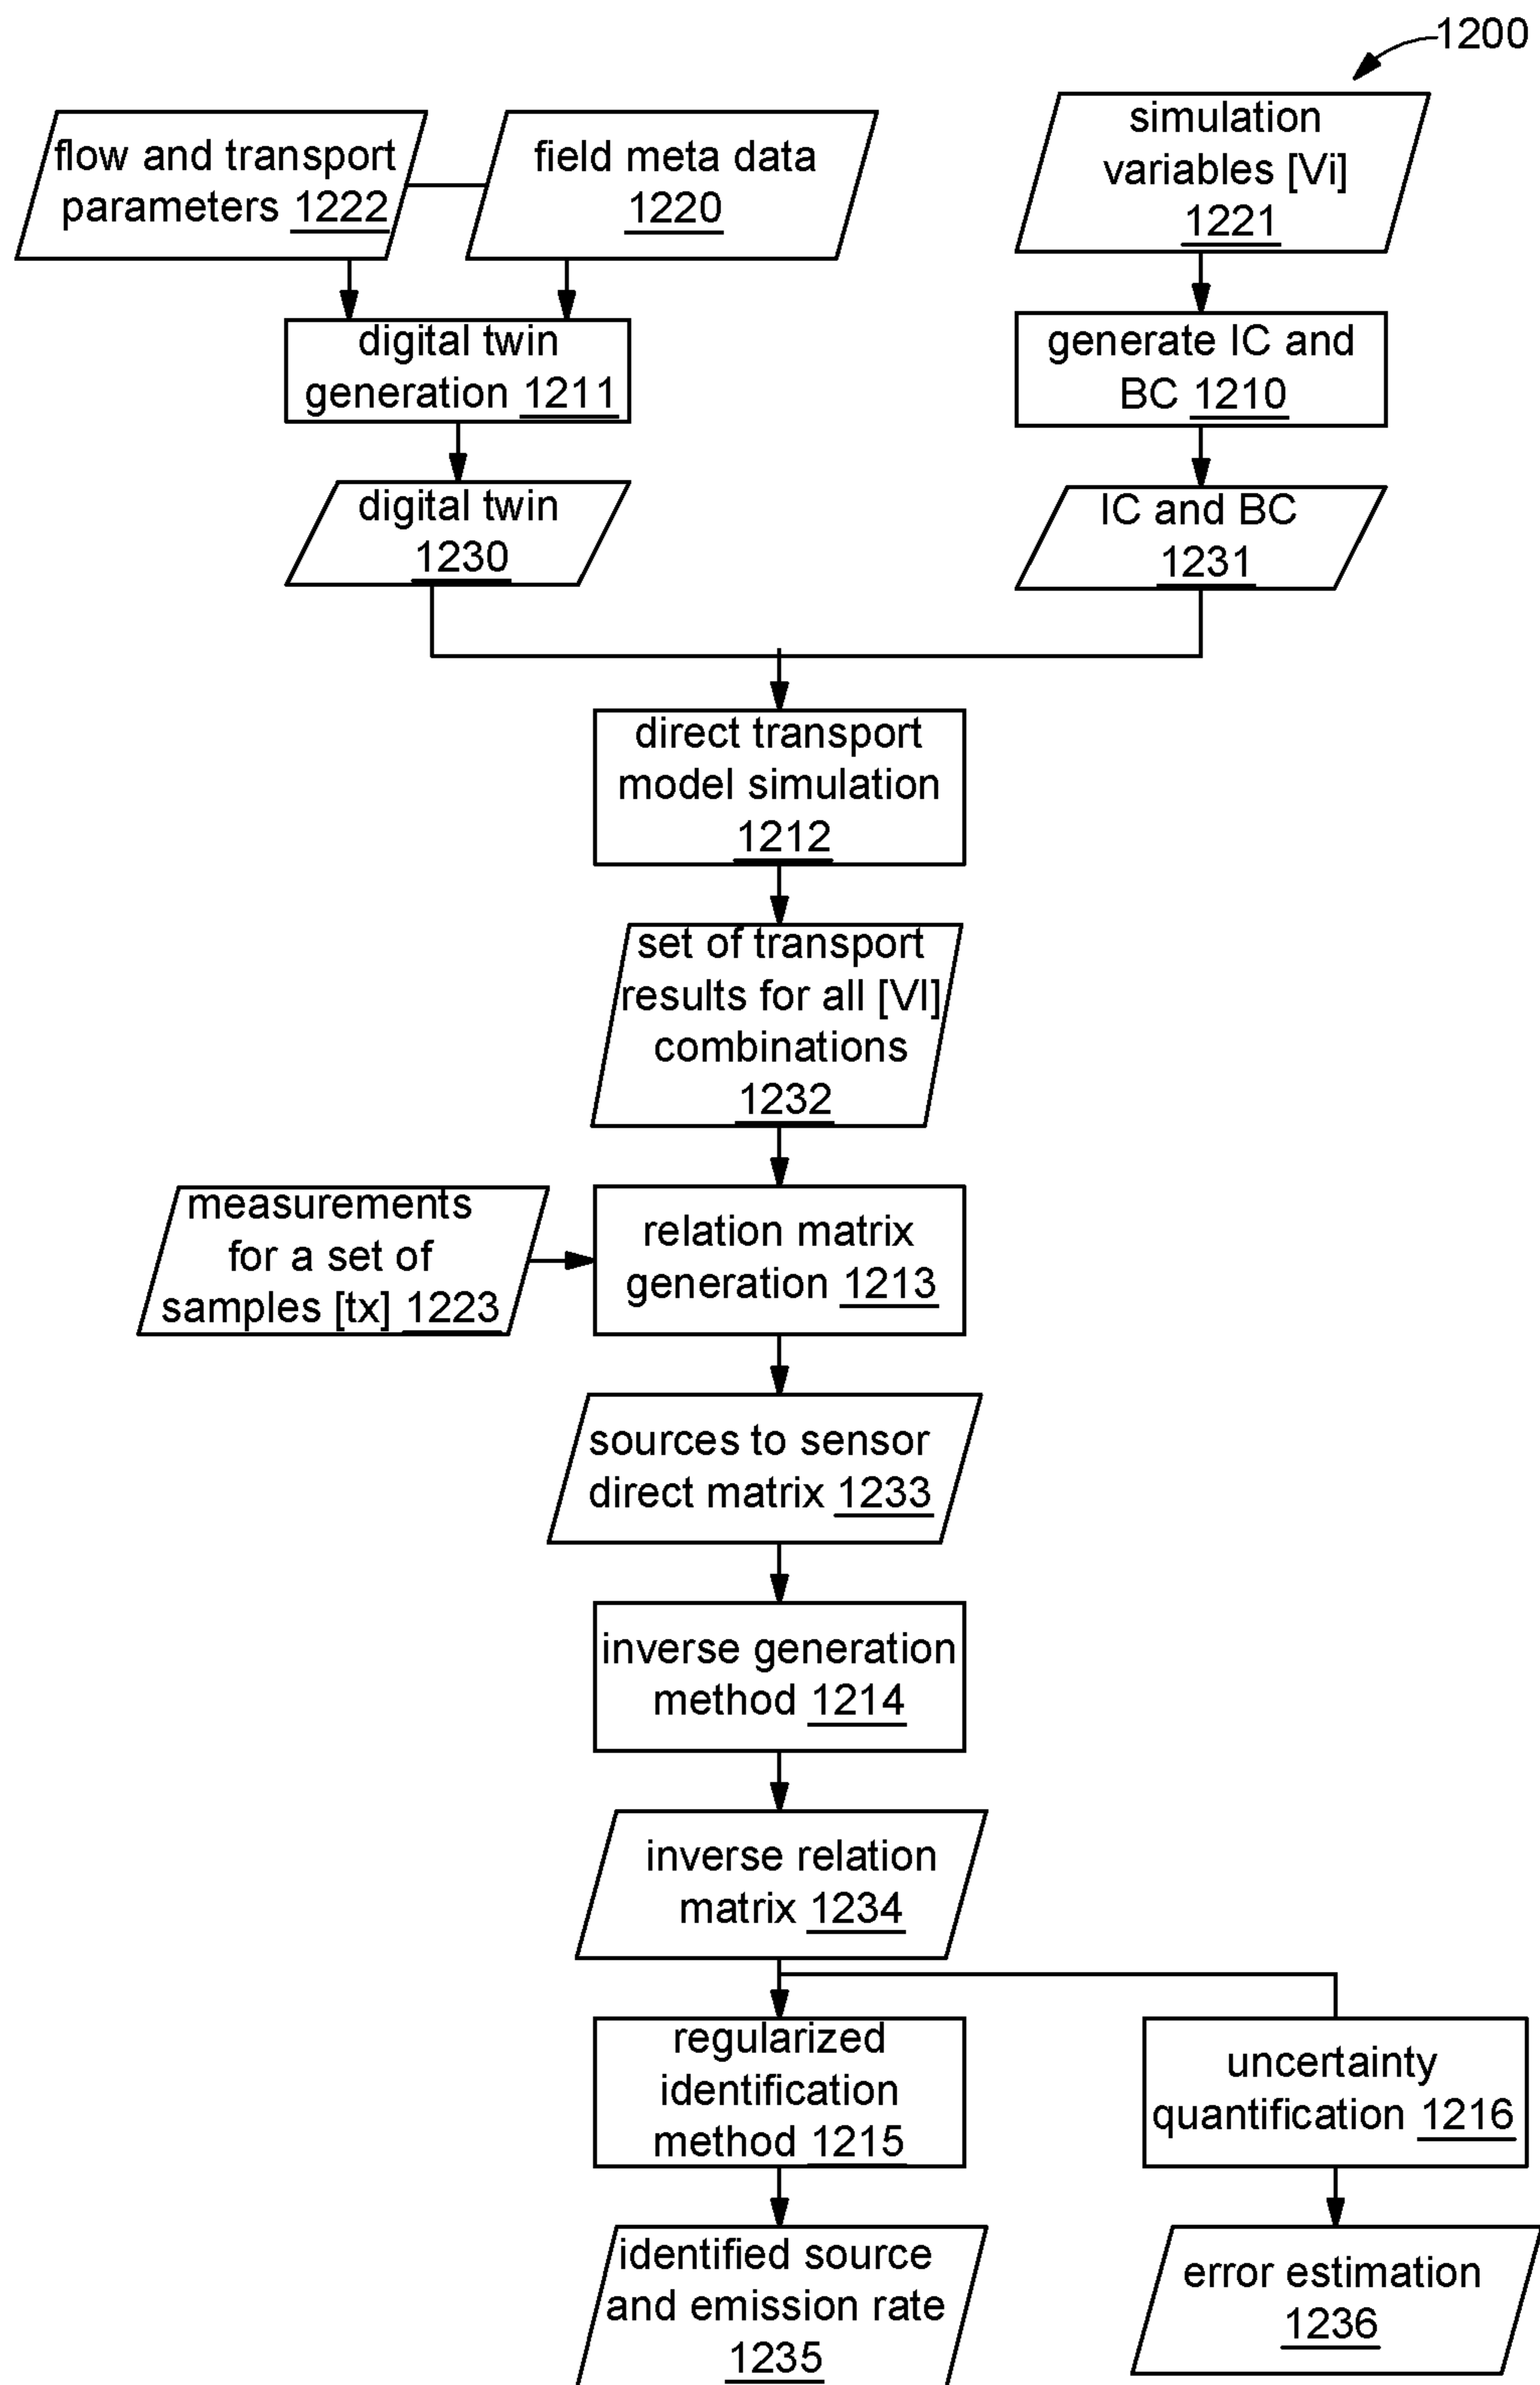 1200
flow and transport
parameters 1222
field meta data
1220
simulation
variables [Vi]
1221
digital twin
generation 1211
generate IC and
BC 1210
digital twin
1230
IC and BC
1231
direct transport
model simulation
1212
set of transport
results for all [Vl]
combinations
1232
measurements
for a set of
samples [tx] 1223
relation matrix
generation 1213
sources to sensor
direct matrix 1233
inverse generation
method 1214
inverse relation
matrix 1234
regularized
identification
method 1215
uncertainty
quantification 1216
identified source
and emission rate
1235
error estimation
1236